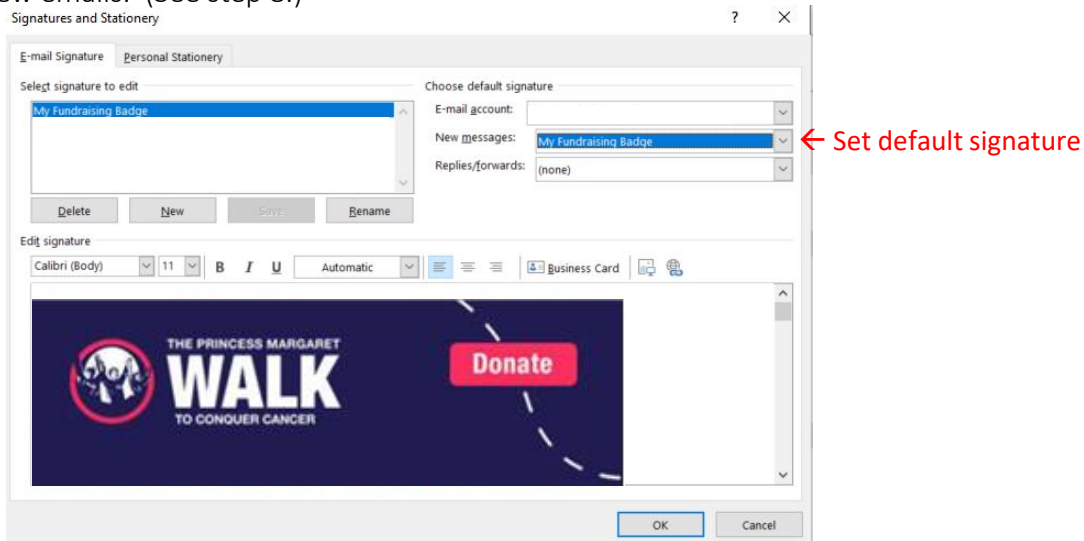 Signatures and Stationery ? ×
E-mail Signature Personal Stationery
Select signature to edit
Choose default signature
My Fundraising Badge
E-mail account:
New messages: My Fundraising Badge
← Set default signature
Replies/forwards: (none)
Delete New Save Rename
Edit signature
Calibri (Body) 11 B I U Automatic Business Card
THE PRINCESS MARGARET
WALK
TO CONQUER CANCER
Donate
OK Cancel